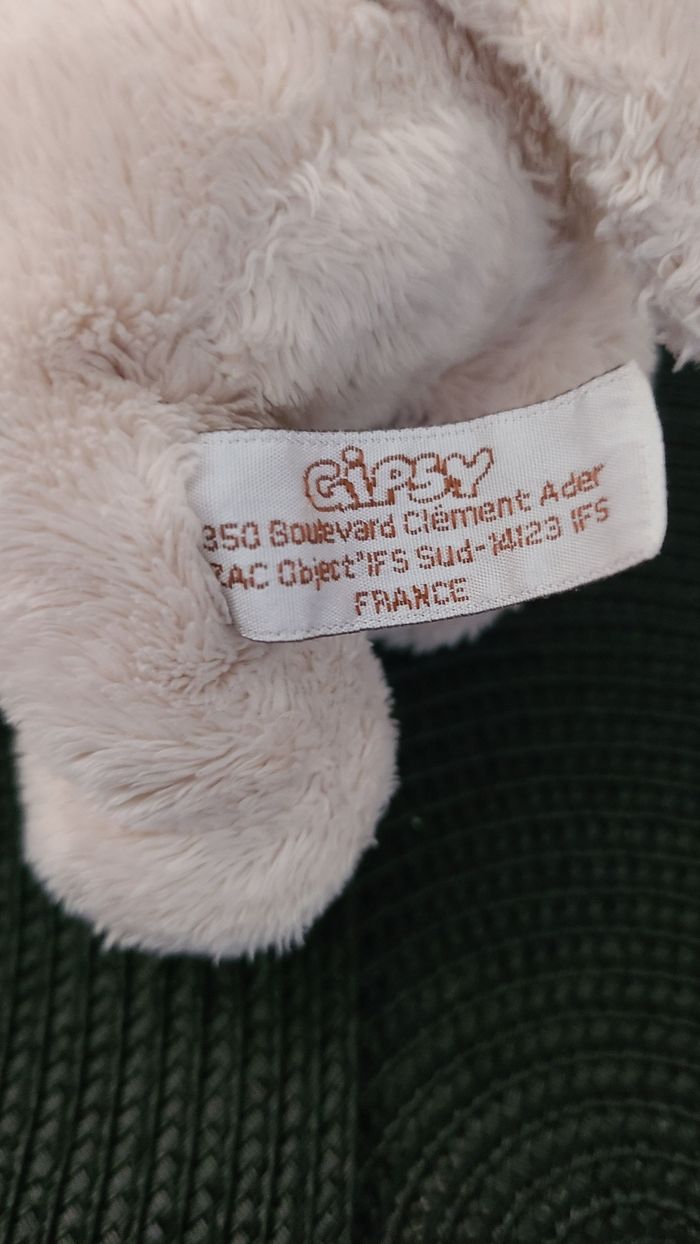 GiPSY
350 Boulevard Clément Ader
ZAC Object'IFS Sud-14123 IFS
FRANCE